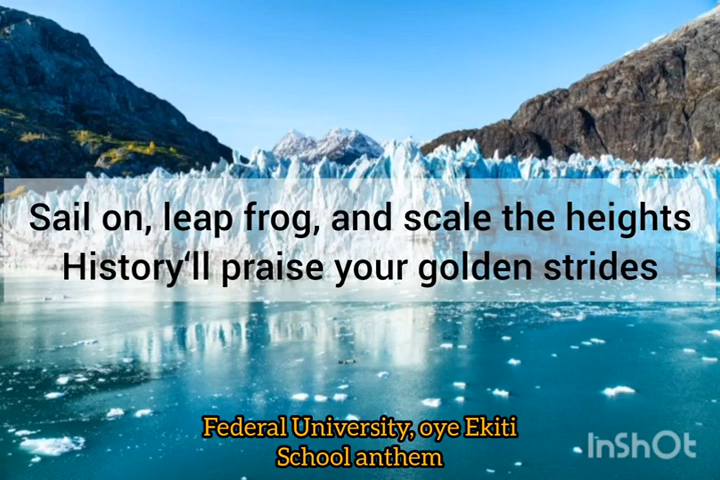 Sail on, leap frog, and scale the heights
History‘ll praise your golden strides
Federal University, oye Ekiti
School anthem
InShOt